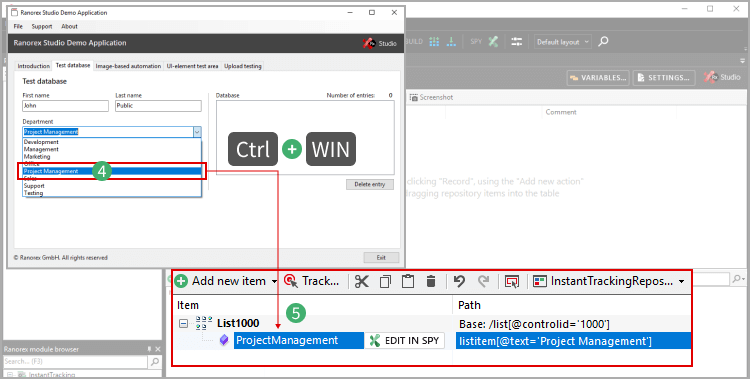 Ranorex Studio Demo Application
File Support About
Ranorex Studio Demo Application
Studio
Introduction Test database Image-based automation UI-element test area Upload testing
Test database
First name Last name
John Public
Department
Project Management
Development
Management
Marketing
Office
Project Management
Sales
Support
Testing
Database Number of entries: 0
Delete entry
© Ranorex GmbH. All rights reserved
Exit
Ctrl + WIN
4
BUILD SPY Default layout
VARIABLES... SETTINGS... Studio
Screenshot
Comment
clicking "Record", using the "Add new action"
dragging repository items into the table
Add new item Track... InstantTrackingRepos...
Item Path
5
List1000 Base: /list[@controlid='1000']
ProjectManagement EDIT IN SPY listitem[@text='Project Management']
Ranorex module browser
Search... (F3)
InstantTracking